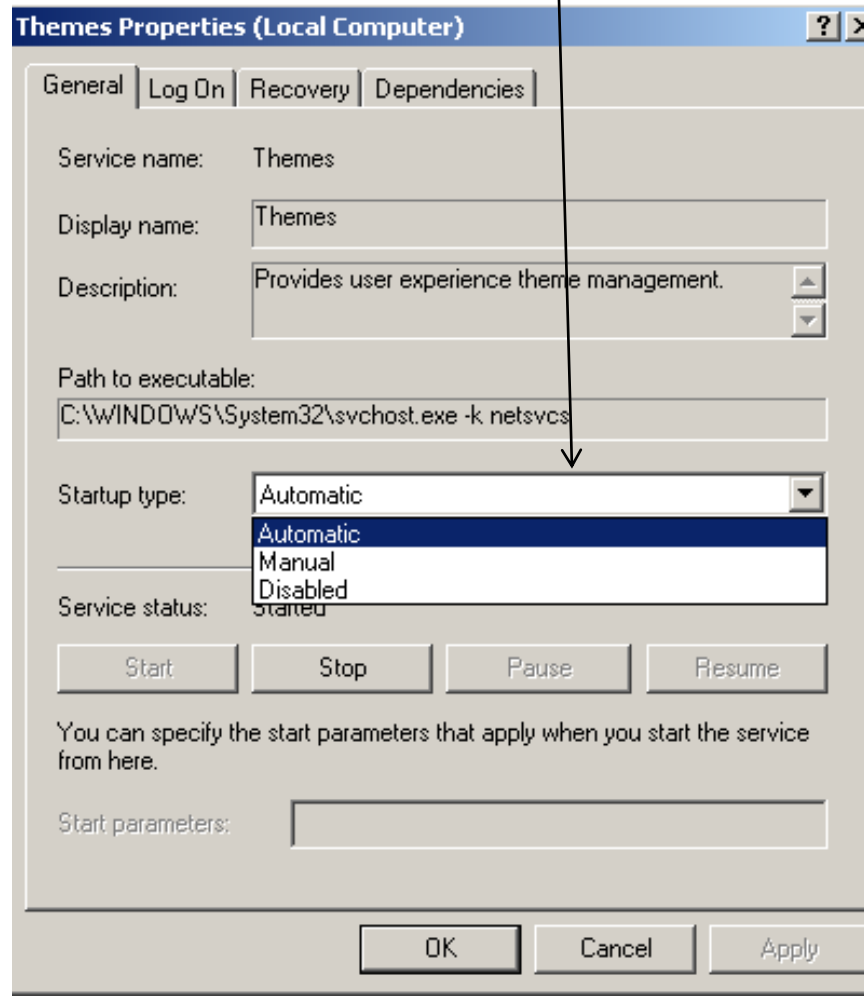 Themes Properties (Local Computer)
General Log On Recovery Dependencies
Service name: Themes
Display name: Themes
Description: Provides user experience theme management.
Path to executable:
C:\WINDOWS\System32\svchost.exe -k netsvcs
Startup type: Automatic
Automatic
Manual
Disabled
Service status: Started
Start Stop Pause Resume
You can specify the start parameters that apply when you start the service
from here.
Start parameters:
OK Cancel Apply